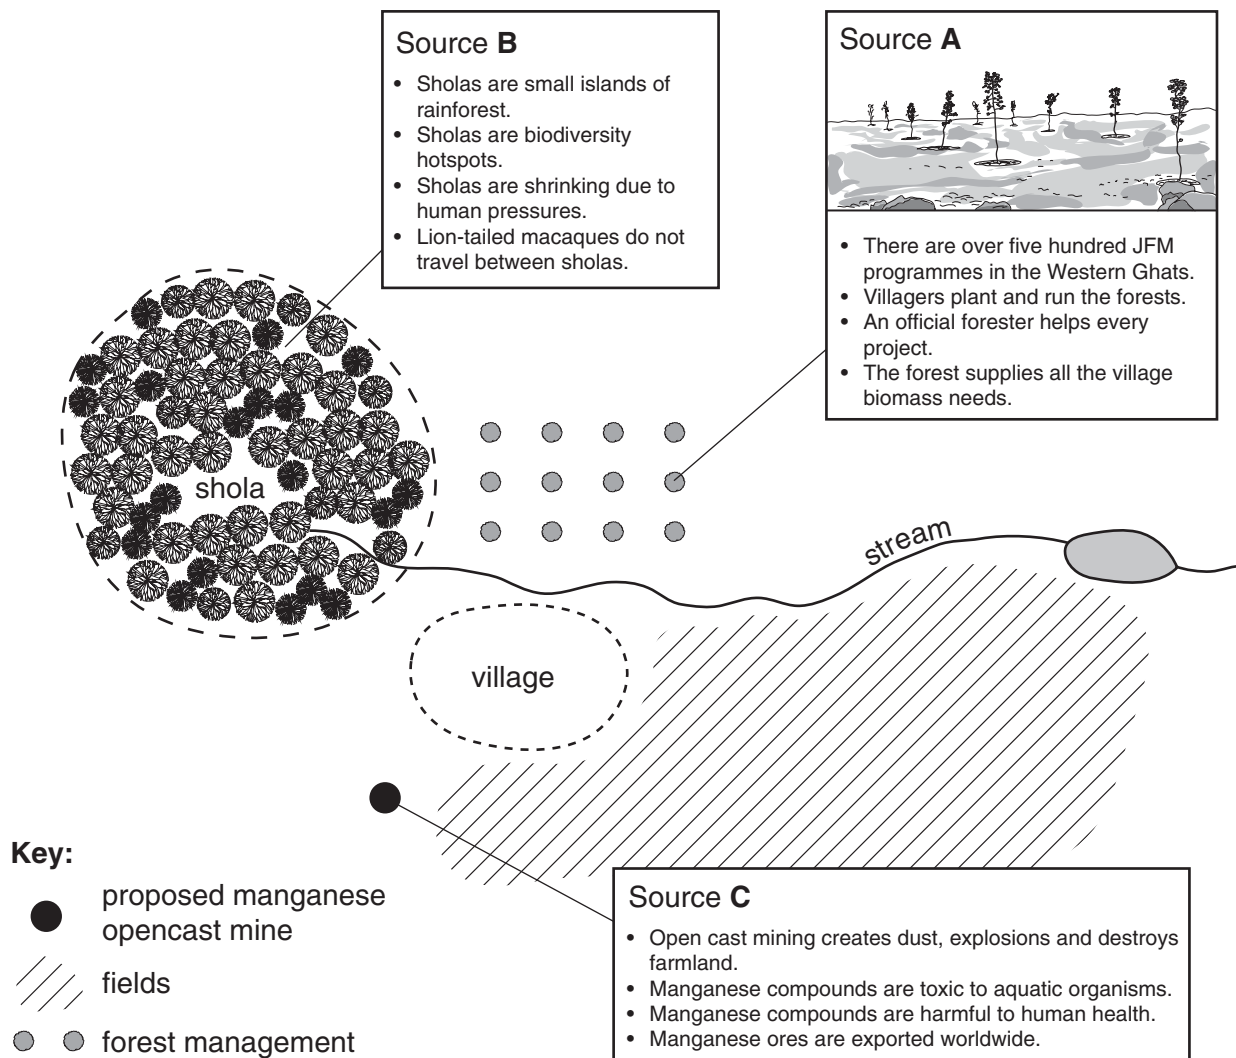 Source B
• Sholas are small islands of
rainforest.
• Sholas are biodiversity
hotspots.
• Sholas are shrinking due to
human pressures.
• Lion-tailed macaques do not
travel between sholas.
Source A
• There are over five hundred JFM
programmes in the Western Ghats.
• Villagers plant and run the forests.
• An official forester helps every
project.
• The forest supplies all the village
biomass needs.
shola
stream
village
Key:
proposed manganese
opencast mine
fields
forest management
Source C
• Open cast mining creates dust, explosions and destroys
farmland.
• Manganese compounds are toxic to aquatic organisms.
• Manganese compounds are harmful to human health.
• Manganese ores are exported worldwide.